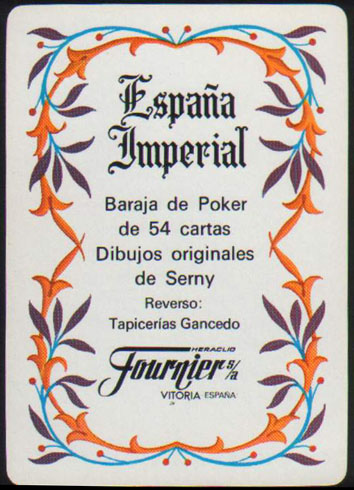 España
Imperial
Baraja de Poker
de 54 cartas
Dibujos originales
de Serny
Reverso:
Tapicerías Gancedo
HERACLIO
Fournier s/a
VITORIA ESPAÑA